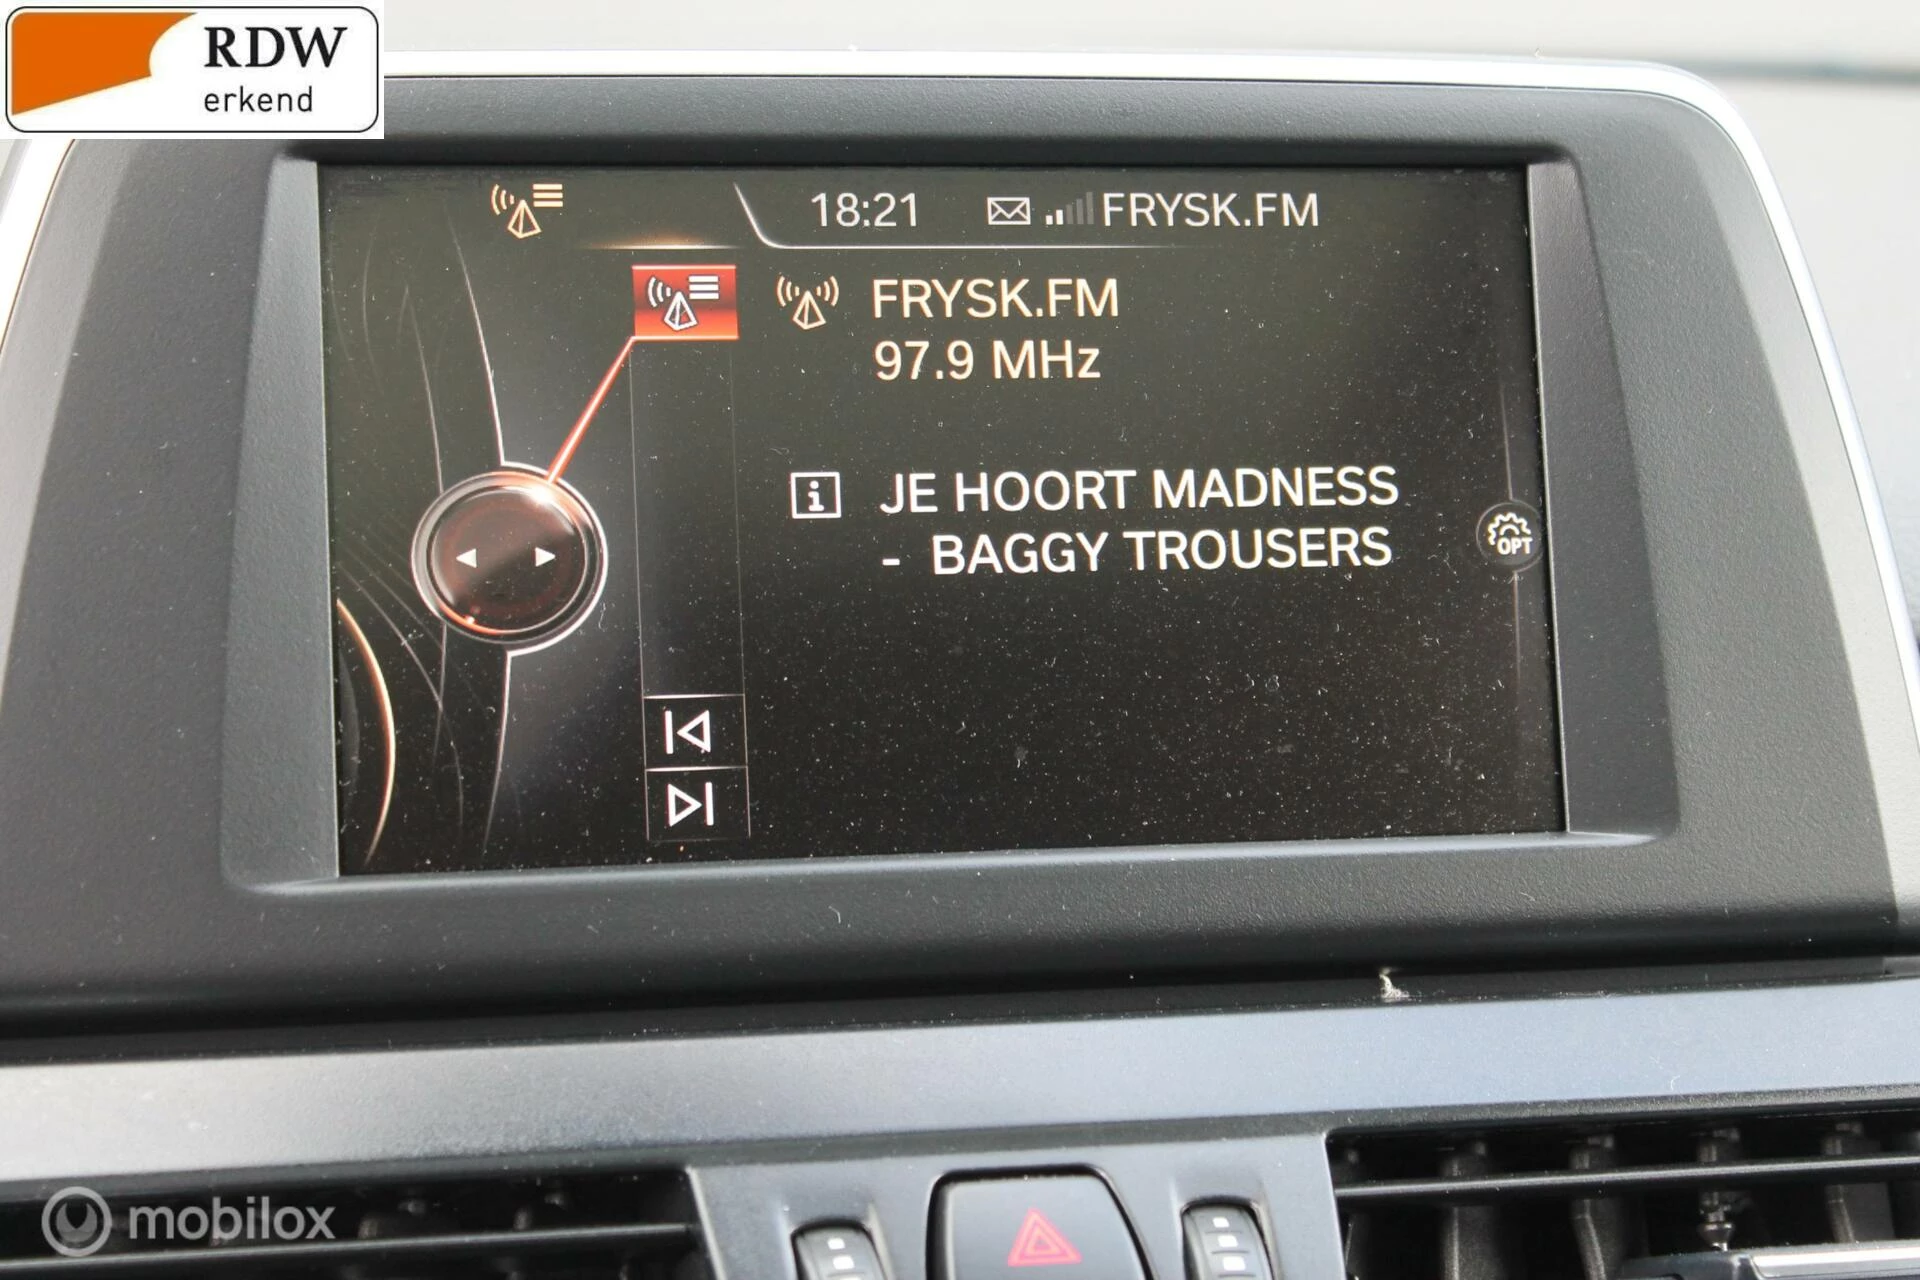 RDW
erkend
18:21 FRYSK.FM
FRYSK.FM
97.9 MHz
JE HOORT MADNESS
- BAGGY TROUSERS
OPT
mobilox